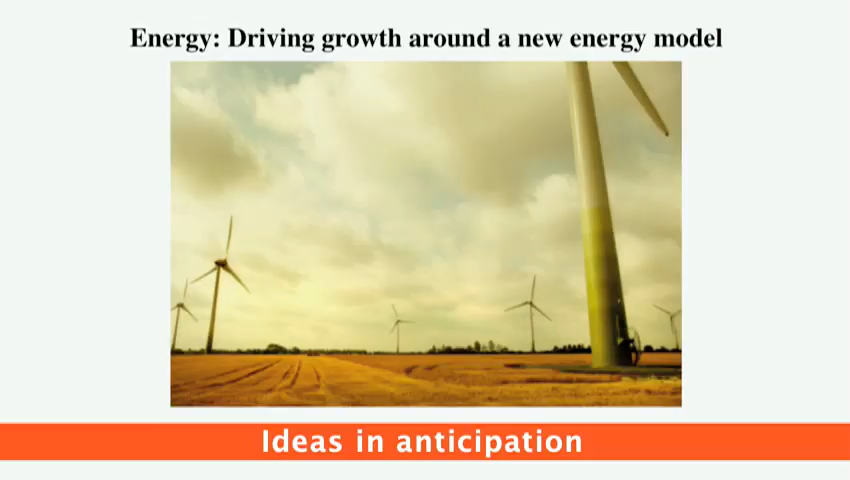 Energy: Driving growth around a new energy model
Ideas in anticipation